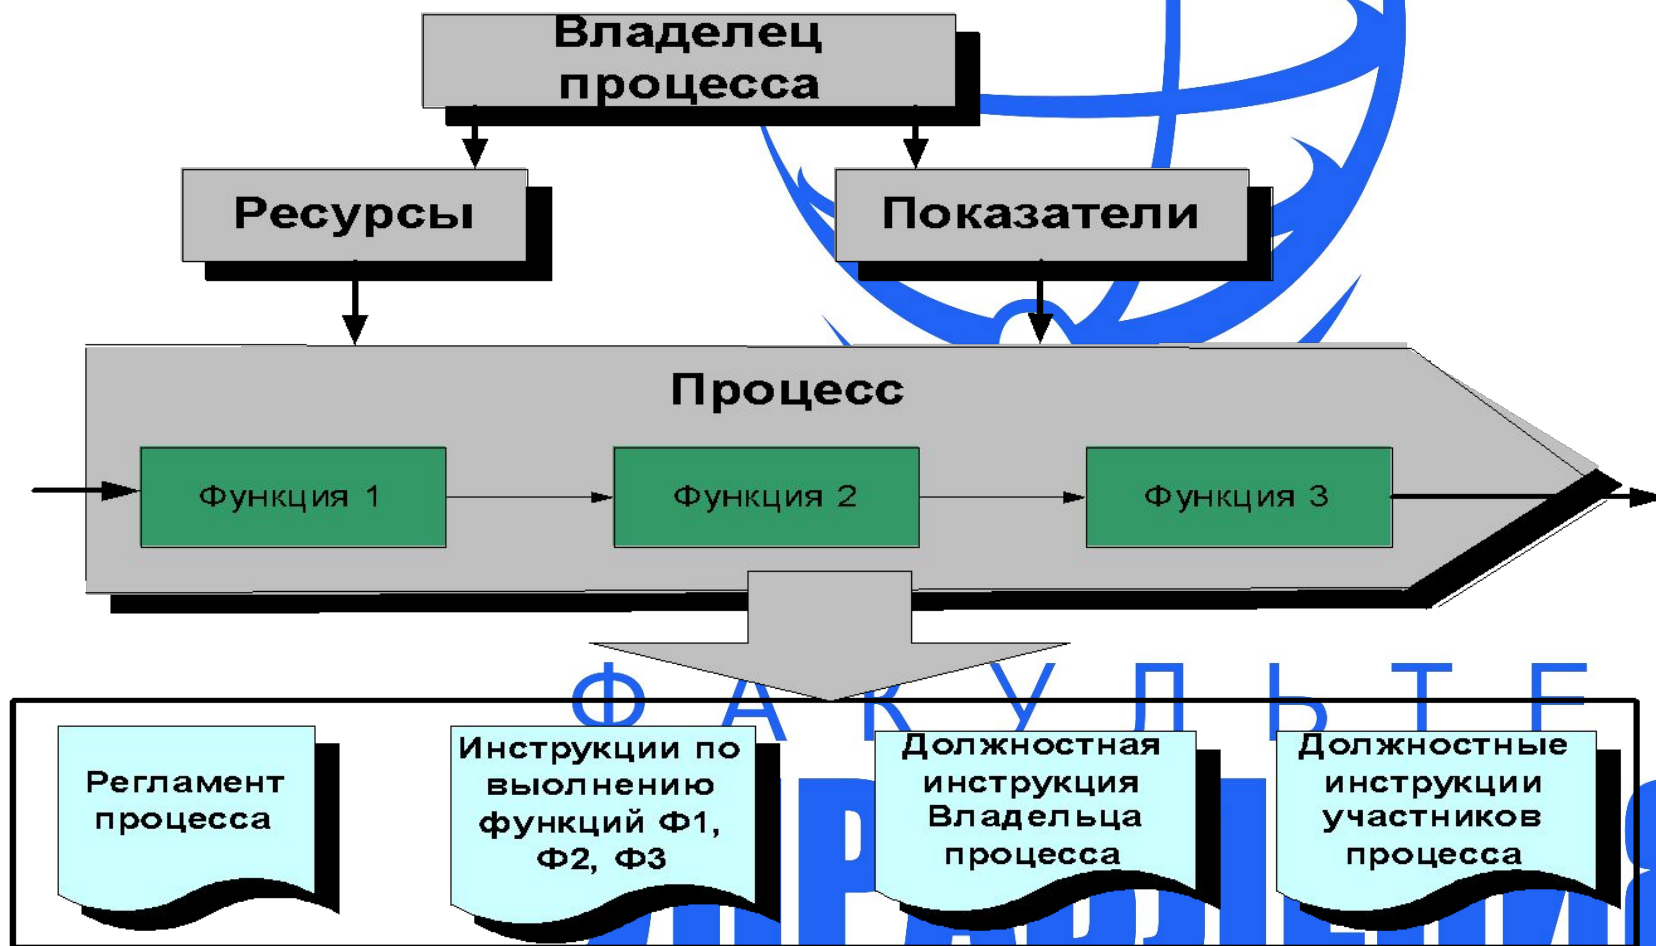 Владелец
процесса
Ресурсы
Показатели
Процесс
Функция 1
Функция 2
Функция 3
ФАКУЛЬТЕ
Регламент
процесса
Инструкции по
выолнению
функций Ф1,
Ф2, Ф3
Должностная
инструкция
Владельца
процесса
Должностные
инструкции
участников
процесса